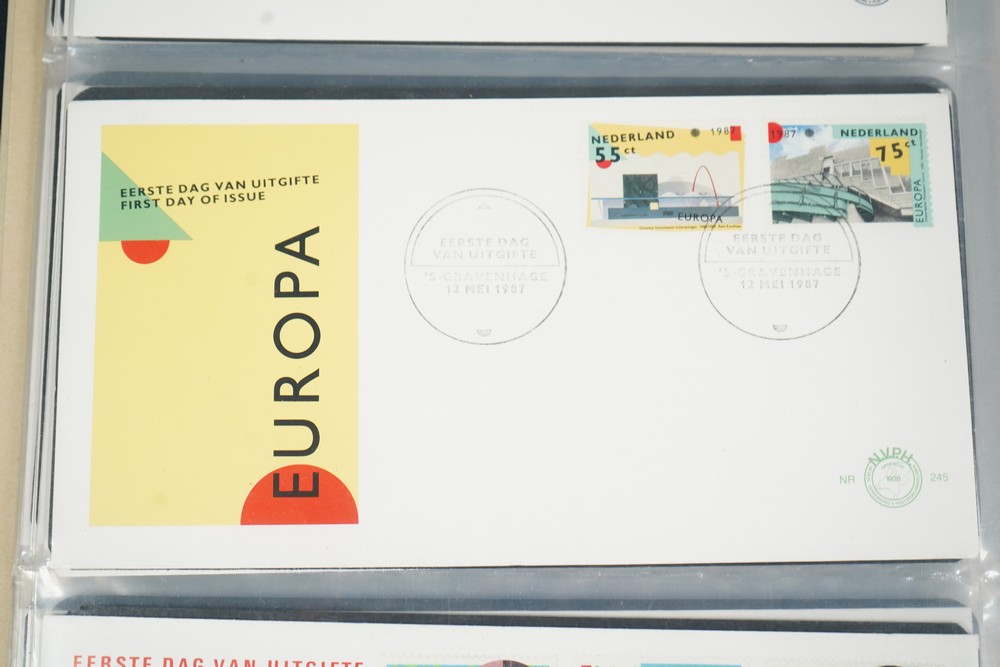 EERSTE DAG VAN UITGIFTE
FIRST DAY OF ISSUE
EUROPA
NEDERLAND
1987
55 ct
EUROPA
1987
NEDERLAND
75 ct
EUROPA
EERSTE DAG
VAN UITGIFTE
'S-GRAVENHAGE
12 MEI 1987
EERSTE DAG
VAN UITGIFTE
'S-GRAVENHAGE
12 MEI 1987
NR
N.V.P.H.
1928
245
EERSTE DAG VAN UITGIFTE